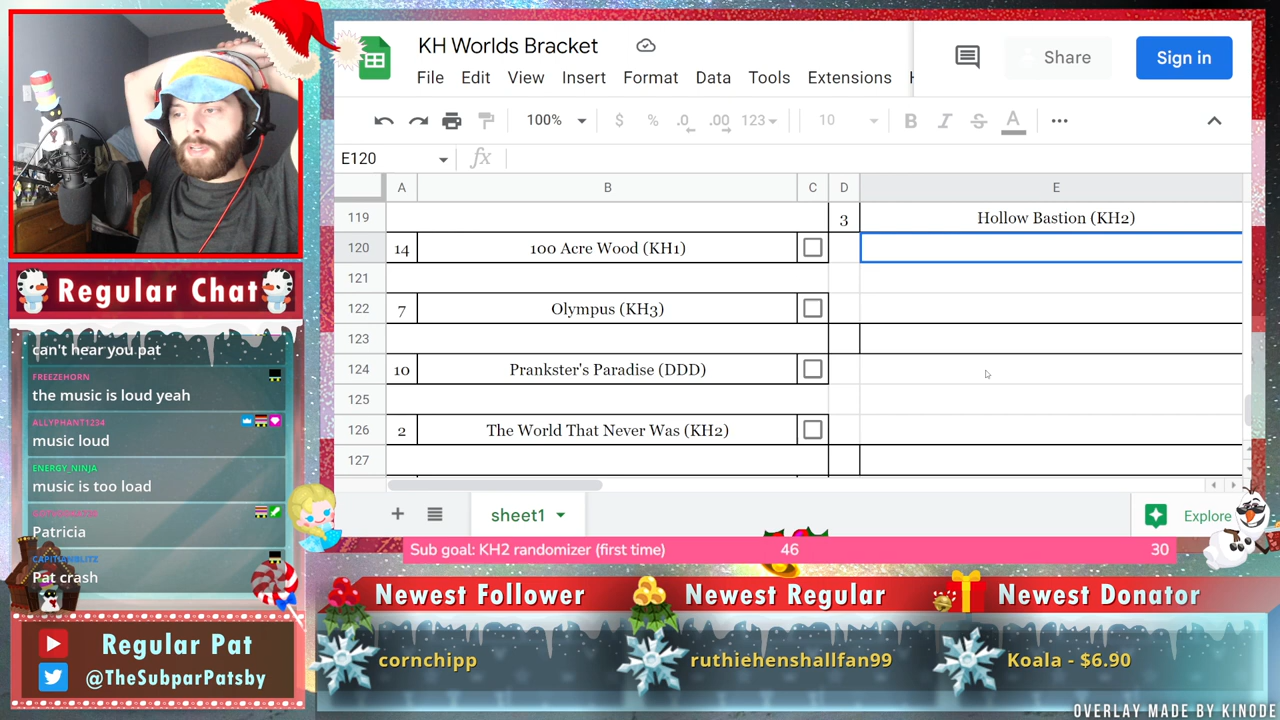 KH Worlds Bracket
File Edit View Insert Format Data Tools Extensions
Share
Sign in
100% $ % .0 .00 123 10 B I S A
E120 fx
A B C D E
119 3 Hollow Bastion (KH2)
120 14 100 Acre Wood (KH1)
121
122 7 Olympus (KH3)
123
124 10 Prankster's Paradise (DDD)
125
126 2 The World That Never Was (KH2)
127
sheet1
Explore
Regular Chat
can't hear you pat
FREEZEHORN
the music is loud yeah
ALLYPHANT1234
music loud
ENERGY_NINJA
music is too load
Patricia
CAPITANBLITZ
Pat crash
Regular Pat
@TheSubparPatsby
Sub goal: KH2 randomizer (first time) 46 30
Newest Follower
cornchipp
Newest Regular
ruthiehenshallfan99
Newest Donator
Koala - $6.90
OVERLAY MADE BY KINODE